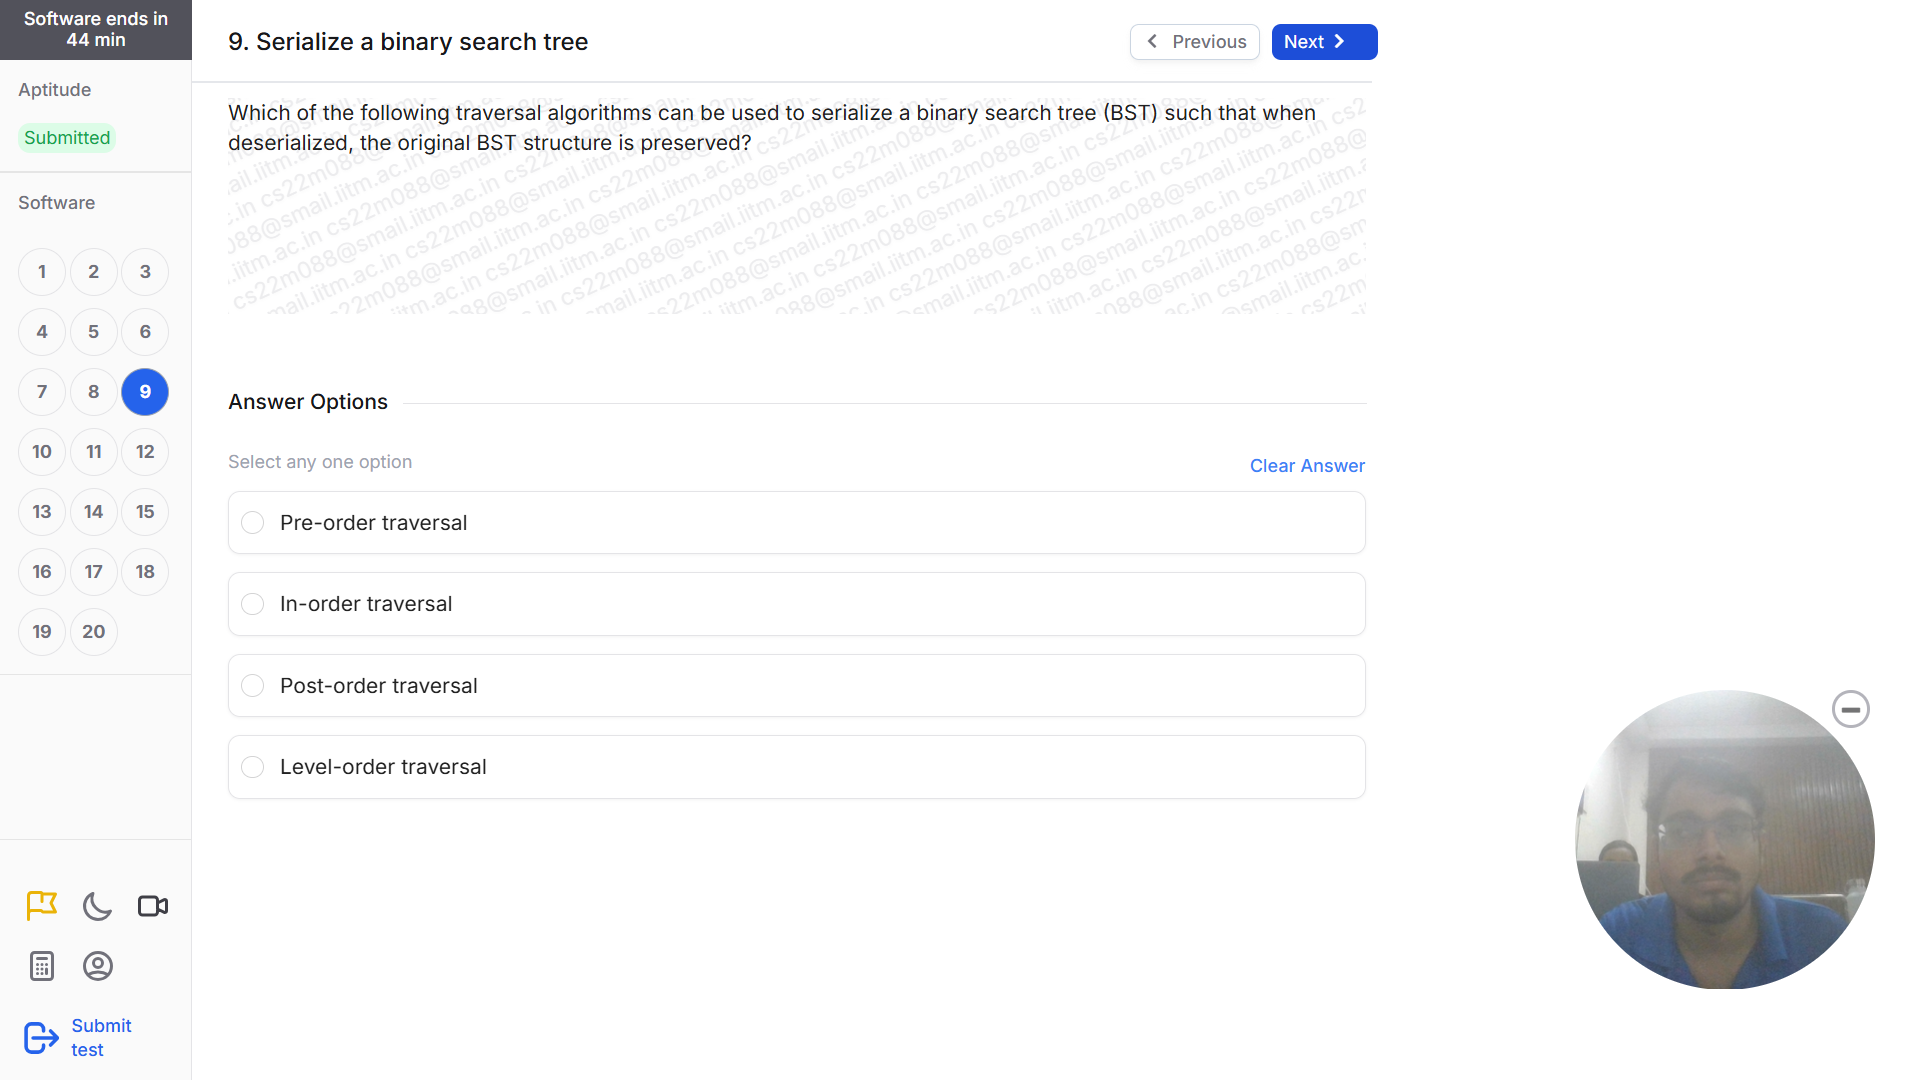 Software ends in
44 min
Aptitude
Submitted
Software
1 2 3
4 5 6
7 8 9
10 11 12
13 14 15
16 17 18
19 20
Submit
test
9. Serialize a binary search tree
Previous
Next
Which of the following traversal algorithms can be used to serialize a binary search tree (BST) such that when
deserialized, the original BST structure is preserved?
cs22m088@smail.iitm.ac.in
Answer Options
Select any one option
Clear Answer
Pre-order traversal
In-order traversal
Post-order traversal
Level-order traversal